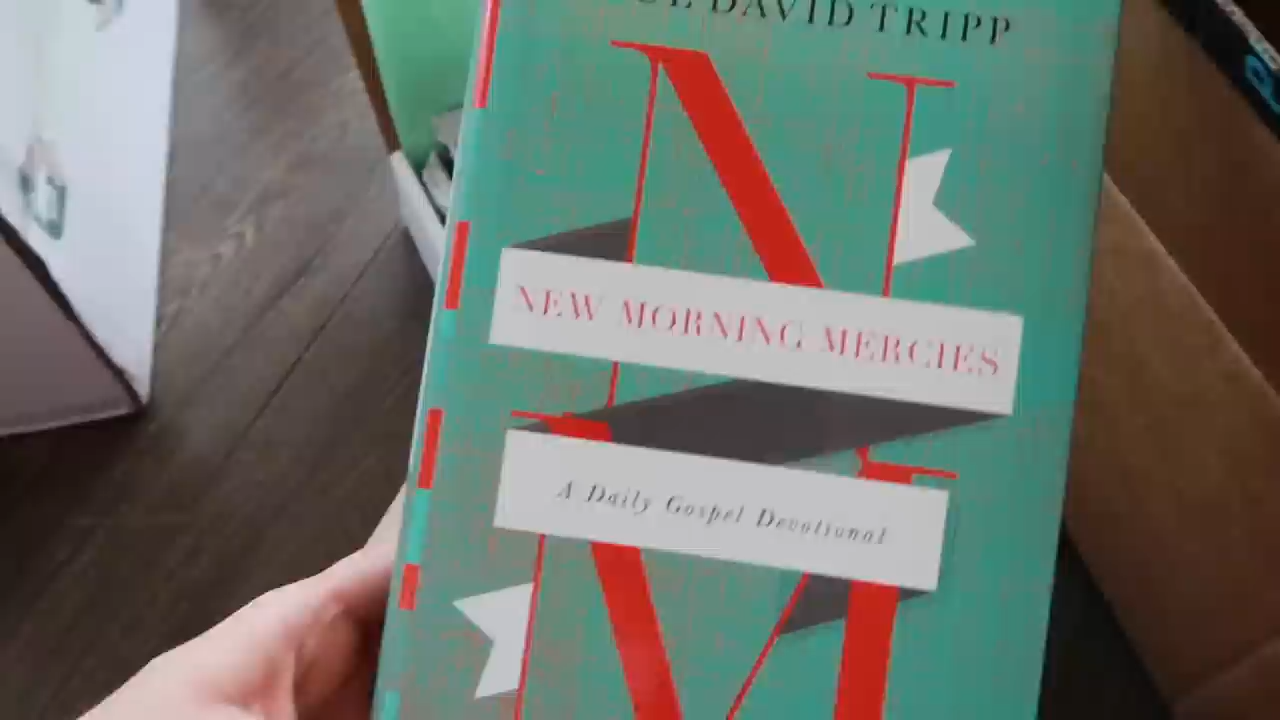 DAVID TRIPP
N
NEW MORNING MERCIES
M
A Daily Gospel Devotional